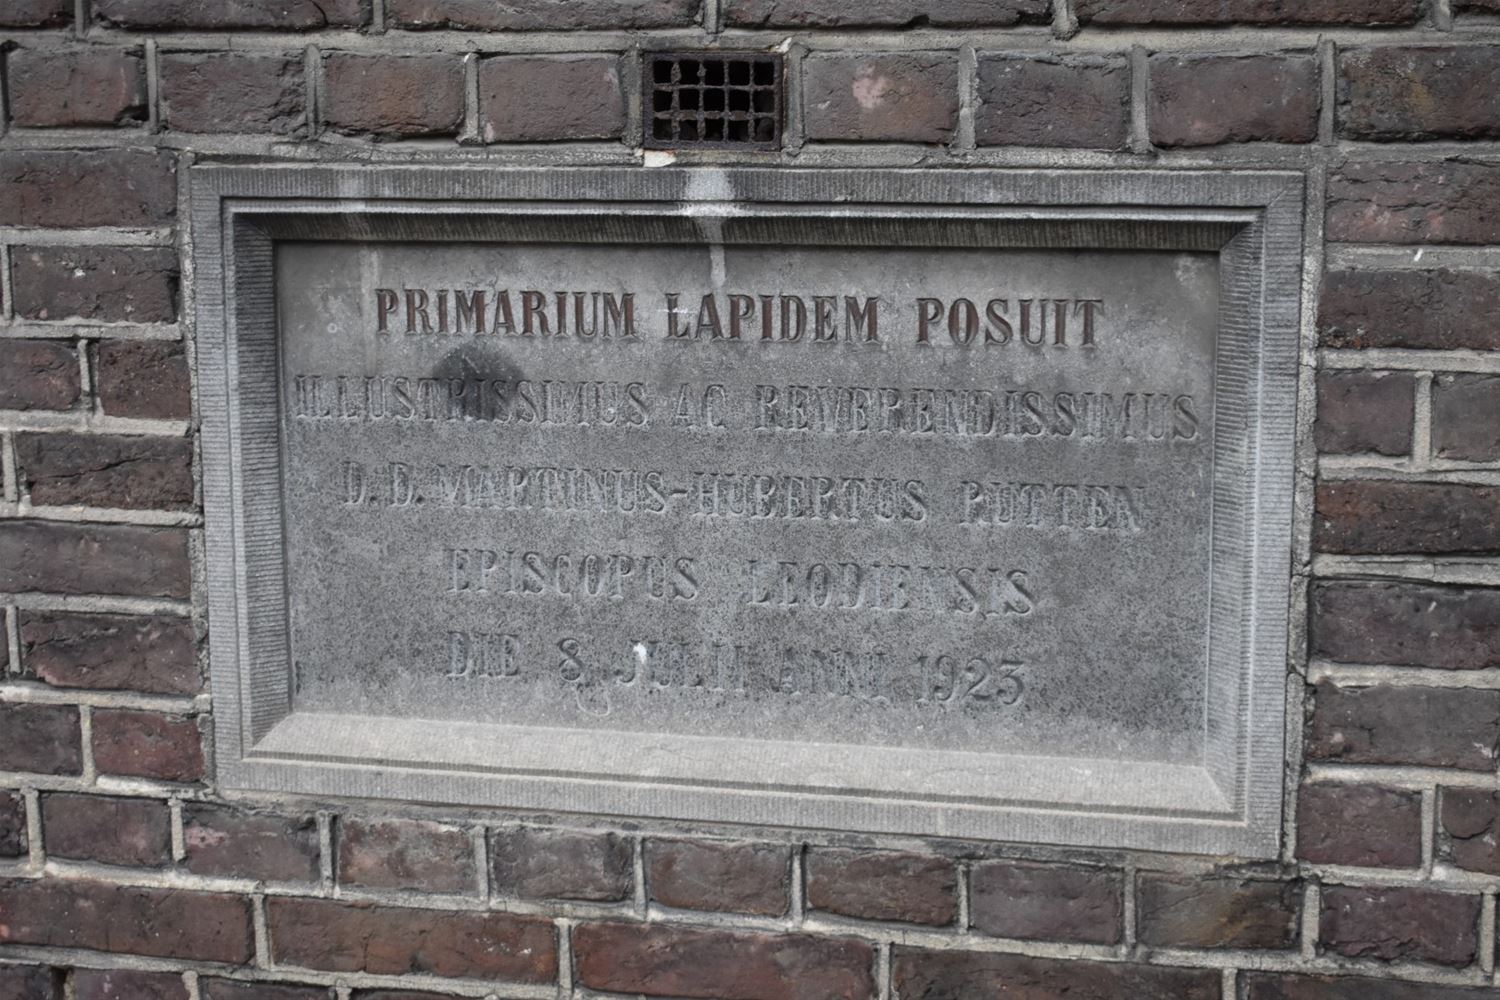 PRIMARIUM LAPIDEM POSUIT
ILLUSTRISSIMUS AC REVERENDISSIMUS
D.D. MARTINUS-HUBERTUS RUTTEN
EPISCOPUS LEODIENSIS
DIE 8 JULII ANNI 1923